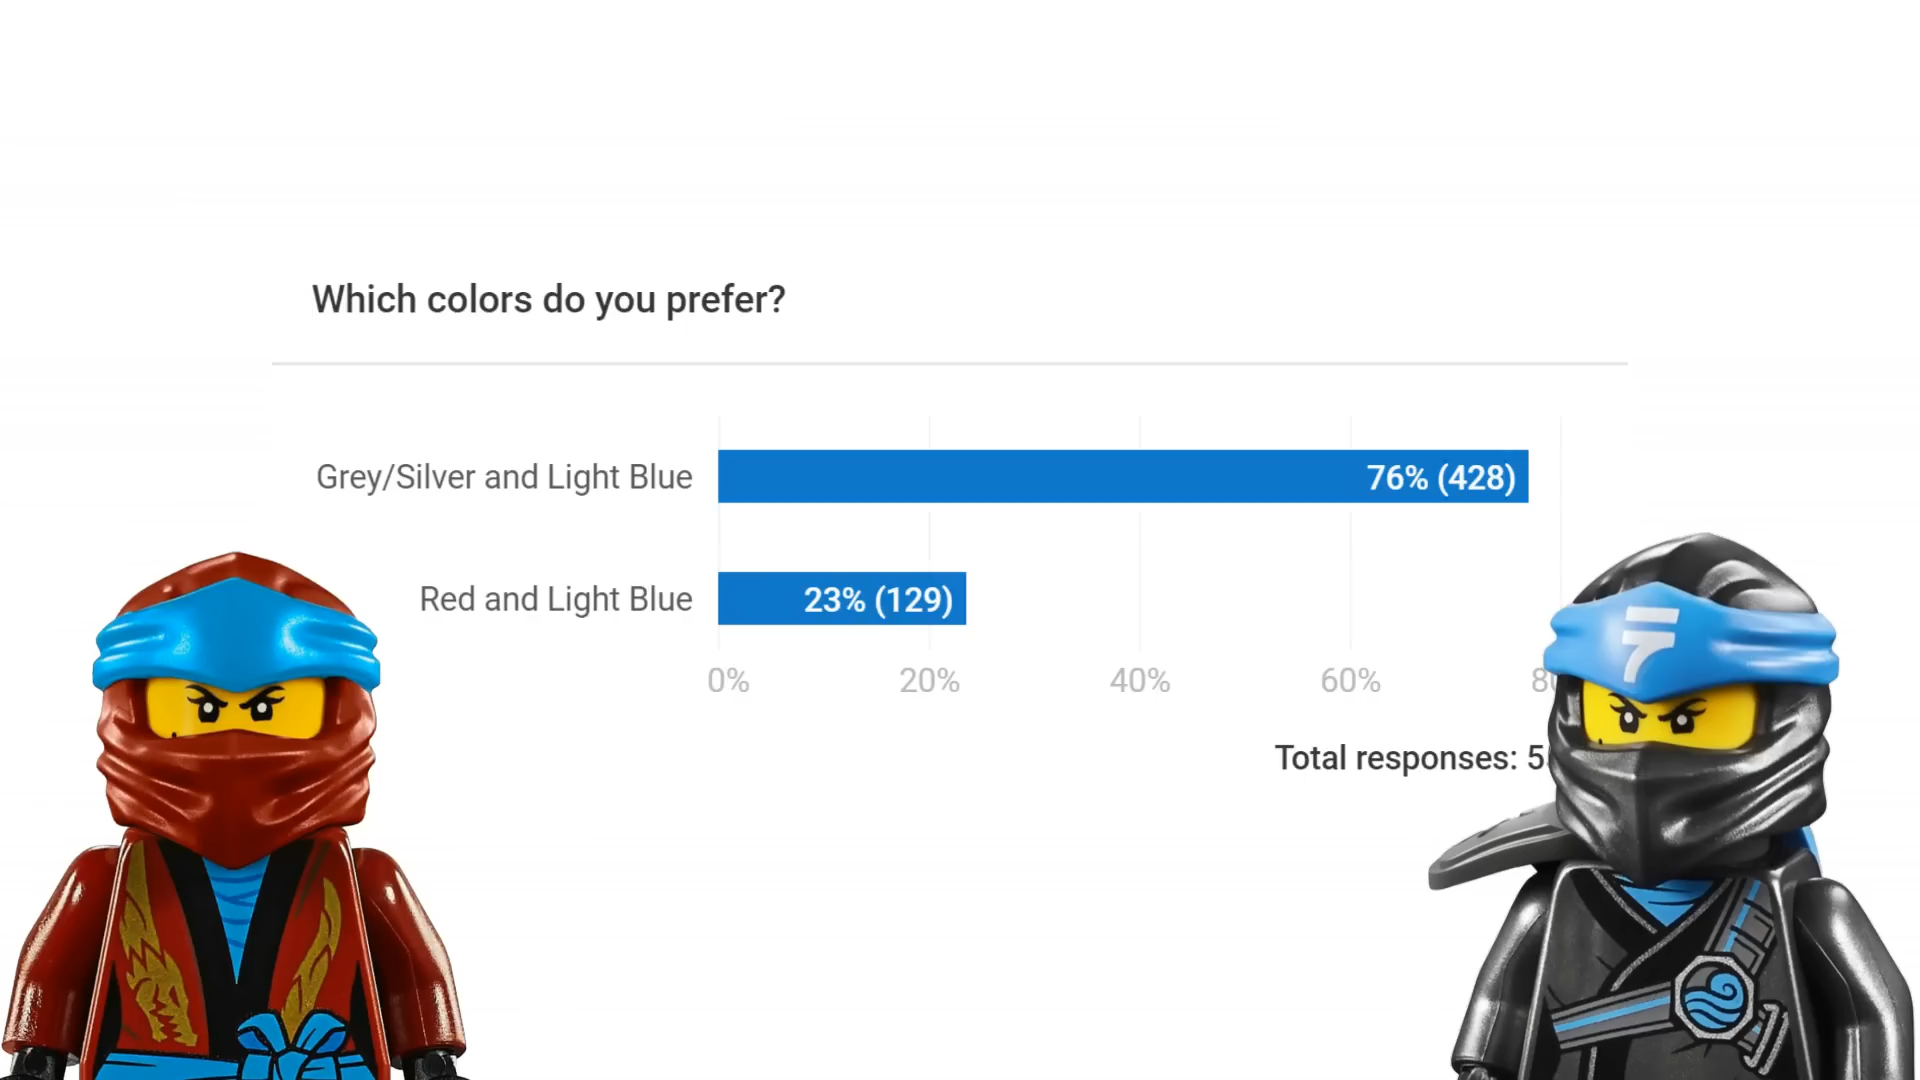 Which colors do you prefer?
Grey/Silver and Light Blue 76% (428)
Red and Light Blue 23% (129)
0% 20% 40% 60%
Total responses: